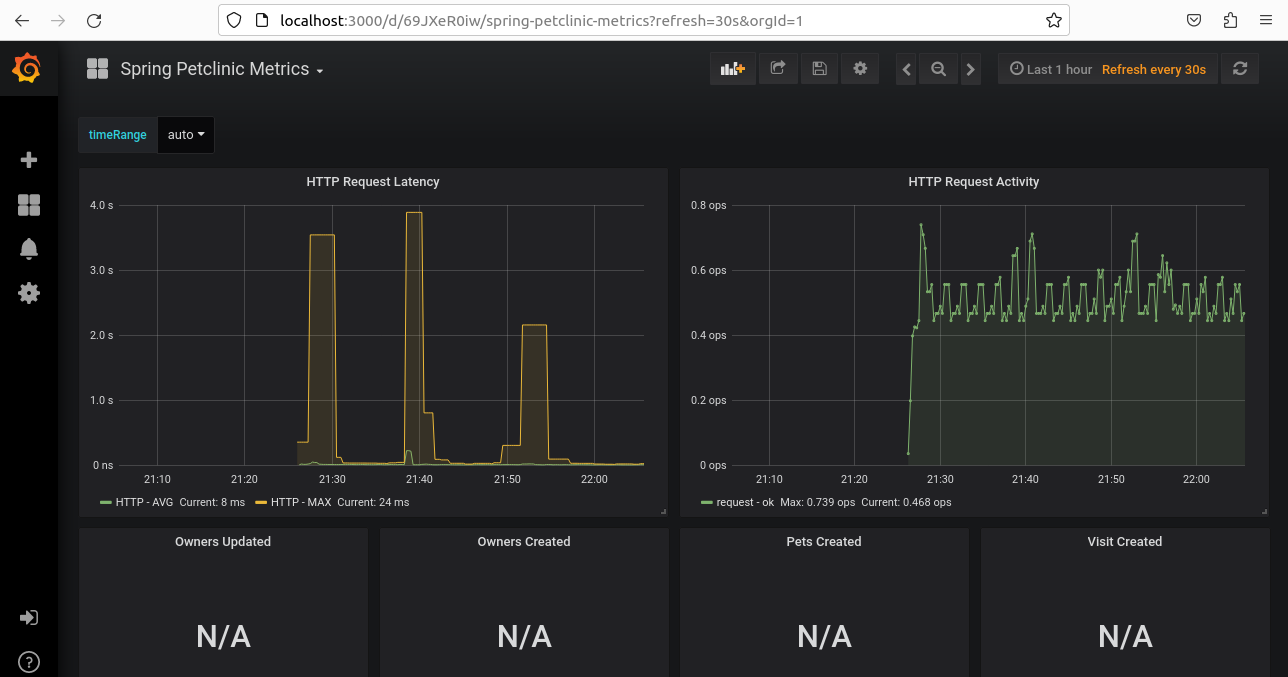 localhost:3000/d/69JXeR0iw/spring-petclinic-metrics?refresh=30s&orgId=1
Spring Petclinic Metrics
Last 1 hour Refresh every 30s
timeRange auto
HTTP Request Latency
4.0 s
3.0 s
2.0 s
1.0 s
0 ns
21:10 21:20 21:30 21:40 21:50 22:00
HTTP - AVG Current: 8 ms HTTP - MAX Current: 24 ms
HTTP Request Activity
0.8 ops
0.6 ops
0.4 ops
0.2 ops
0 ops
21:10 21:20 21:30 21:40 21:50 22:00
request - ok Max: 0.739 ops Current: 0.468 ops
Owners Updated
N/A
Owners Created
N/A
Pets Created
N/A
Visit Created
N/A